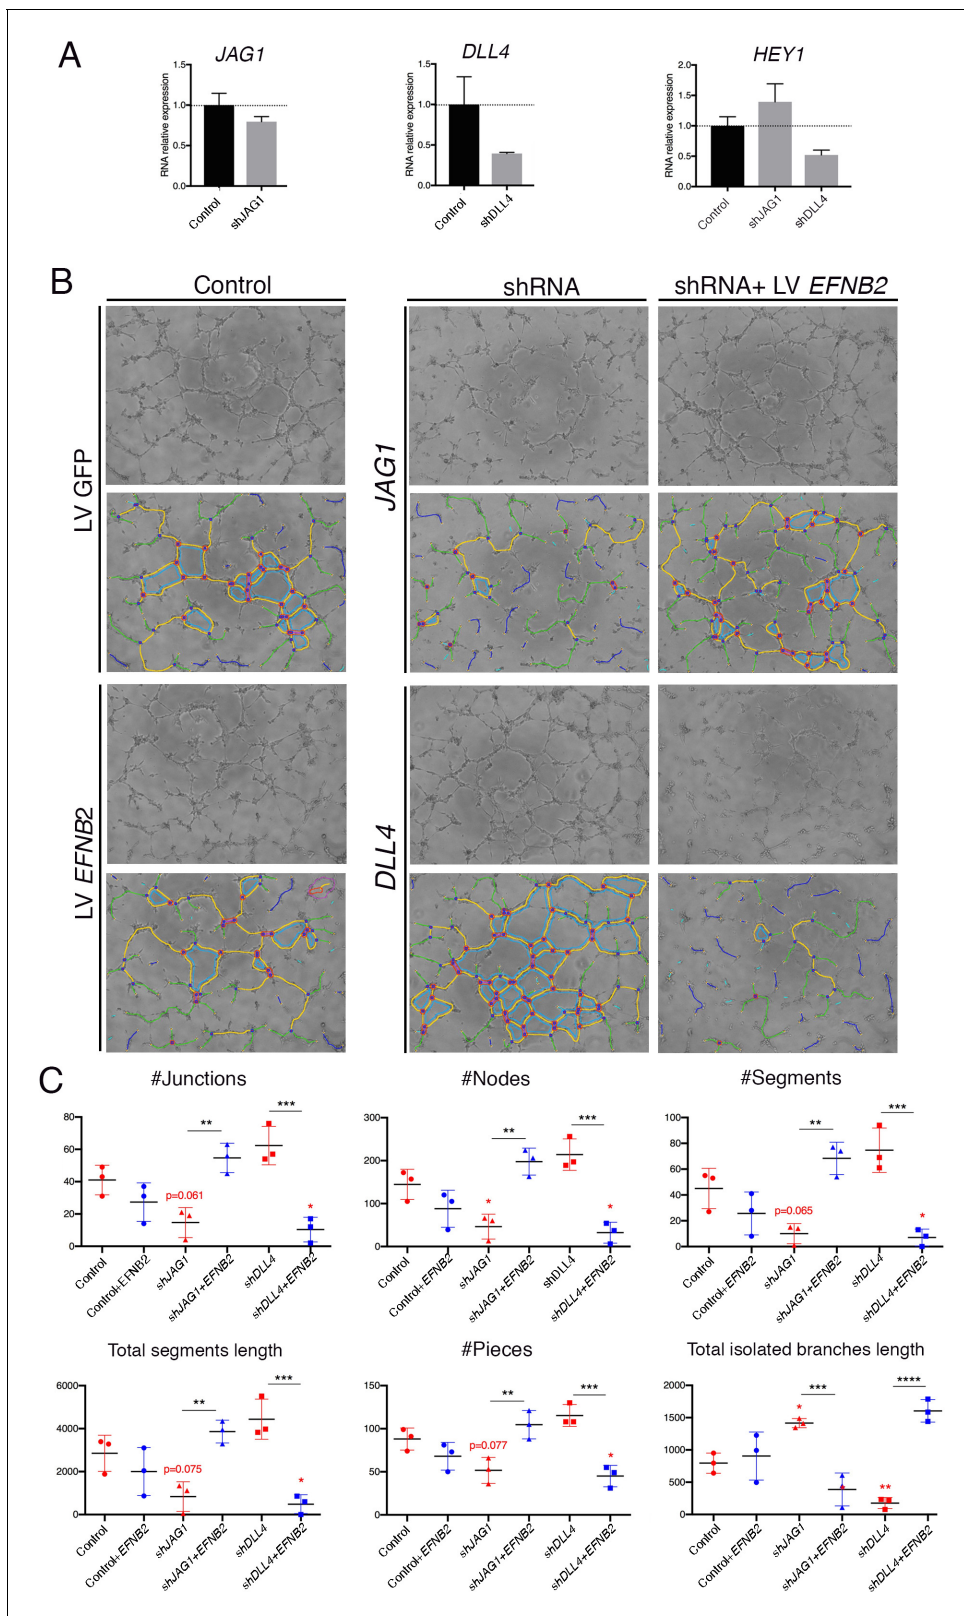 A
JAG1
DLL4
HEY1
RNA relative expression
1.5
1.0
0.5
0.0
Control
shJAG1
RNA relative expression
1.5
1.0
0.5
0.0
Control
shDLL4
RNA relative expression
2.0
1.5
1.0
0.5
0.0
Control
shJAG1
shDLL4
B
Control
shRNA
shRNA+ LV EFNB2
LV GFP
JAG1
LV EFNB2
DLL4
C
#Junctions
80
60
40
20
0
p=0.061
**
***
*
Control
Control+EFNB2
shJAG1
shJAG1+EFNB2
shDLL4
shDLL4+EFNB2
#Nodes
300
200
100
0
*
**
***
*
Control
Control+EFNB2
shJAG1
shJAG1+EFNB2
shDLL4
shDLL4+EFNB2
#Segments
100
80
60
40
20
0
p=0.065
**
***
*
Control
Control+EFNB2
shJAG1
shJAG1+EFNB2
shDLL4
shDLL4+EFNB2
Total segments length
6000
4000
2000
0
p=0.075
**
***
*
Control
Control+EFNB2
shJAG1
shJAG1+EFNB2
shDLL4
shDLL4+EFNB2
#Pieces
150
100
50
0
p=0.077
**
***
*
Control
Control+EFNB2
shJAG1
shJAG1+EFNB2
shDLL4
shDLL4+EFNB2
Total isolated branches length
2000
1500
1000
500
0
*
***
**
****
Control
Control+EFNB2
shJAG1
shJAG1+EFNB2
shDLL4
shDLL4+EFNB2